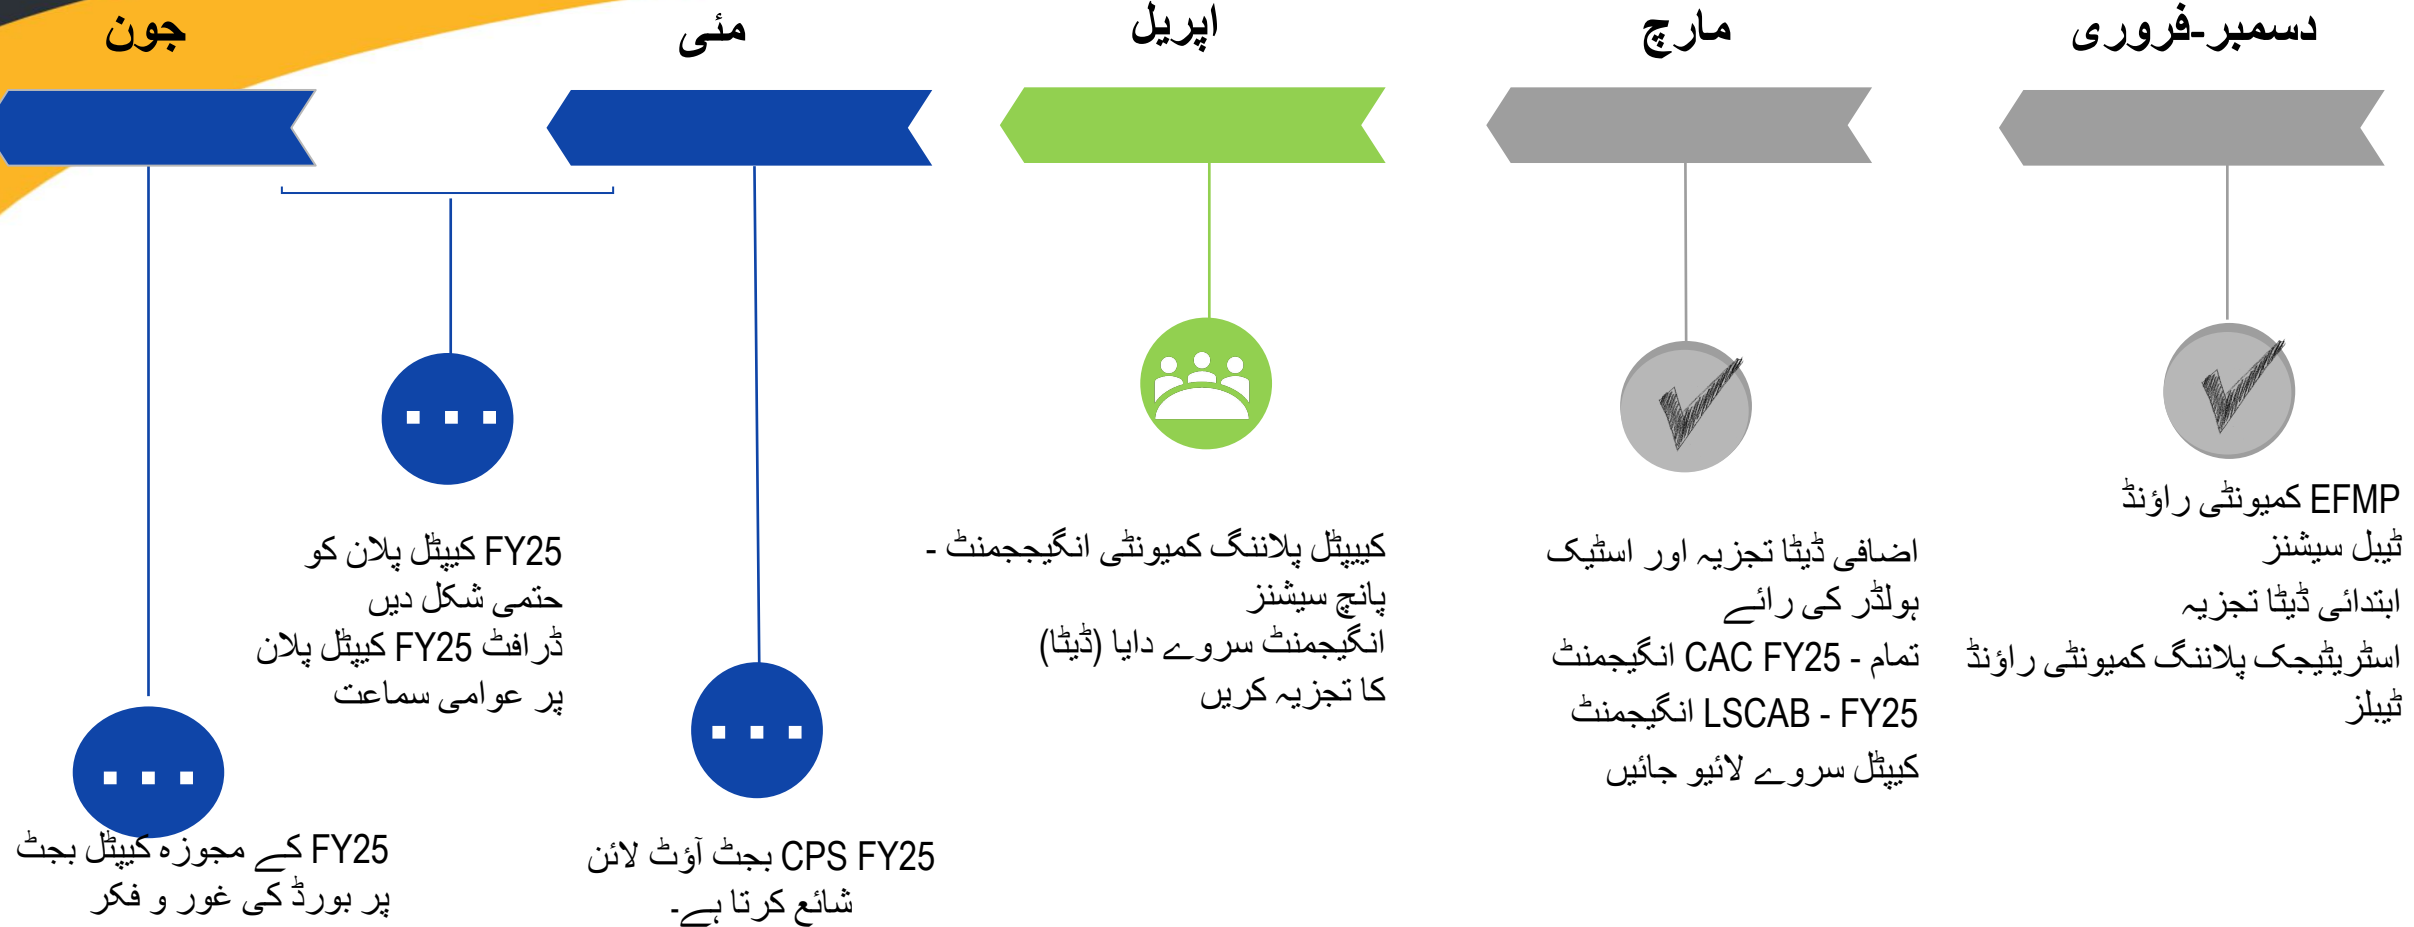 دسمبر-فروری
مارچ
اپریل
مئی
جون
EFMP کمیونٹی راؤنڈ
ٹیبل سیشنز
ابتدائی ڈیٹا تجزیہ
اسٹریٹیجک پلاننگ کمیونٹی راؤنڈ
ٹیبلز
اضافی ڈیٹا تجزیہ اور اسٹیک
ہولڈر کی رائے
تمام - CAC FY25 انگیجمنٹ
LSCAB - FY25 انگیجمنٹ
کیپٹل سروے لائیو جائیں
کیپیٹل پلاننگ کمیونٹی انگیججمنٹ -
پانچ سیشنز
انگیجمنٹ سروے دایا (ڈیٹا)
کا تجزیہ کریں
CPS FY25 بجٹ آؤٹ لائن
شائع کرتا ہے۔
FY25 کیپٹل پلان کو
حتمی شکل دیں
ڈرافٹ FY25 کیپٹل پلان
پر عوامی سماعت
FY25 کے مجوزہ کیپٹل بجٹ
پر بورڈ کی غور و فکر